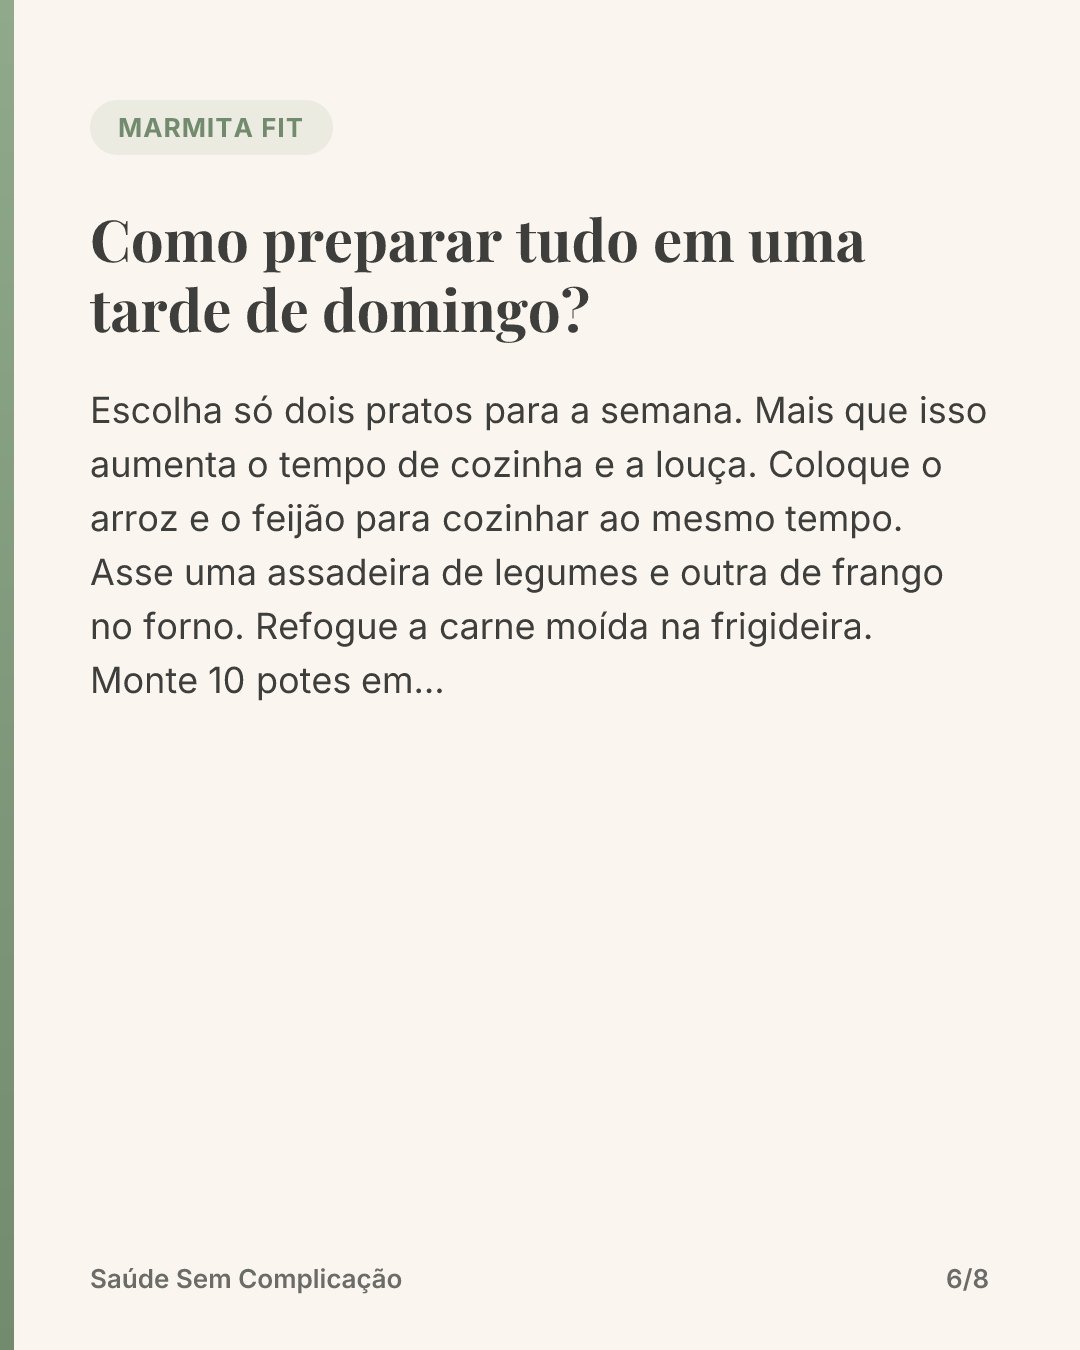 MARMITA FIT
Como preparar tudo em uma
tarde de domingo?
Escolha só dois pratos para a semana. Mais que isso
aumenta o tempo de cozinha e a louça. Coloque o
arroz e o feijão para cozinhar ao mesmo tempo.
Asse uma assadeira de legumes e outra de frango
no forno. Refogue a carne moída na frigideira.
Monte 10 potes em...
Saúde Sem Complicação
6/8